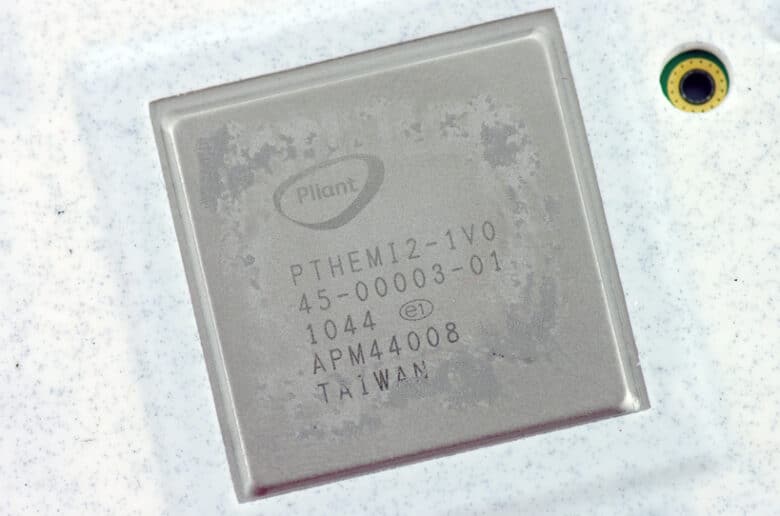 Pliant
PTHEMI2-1V0
45-00003-01
1044 e1
APM44008
TAIWAN